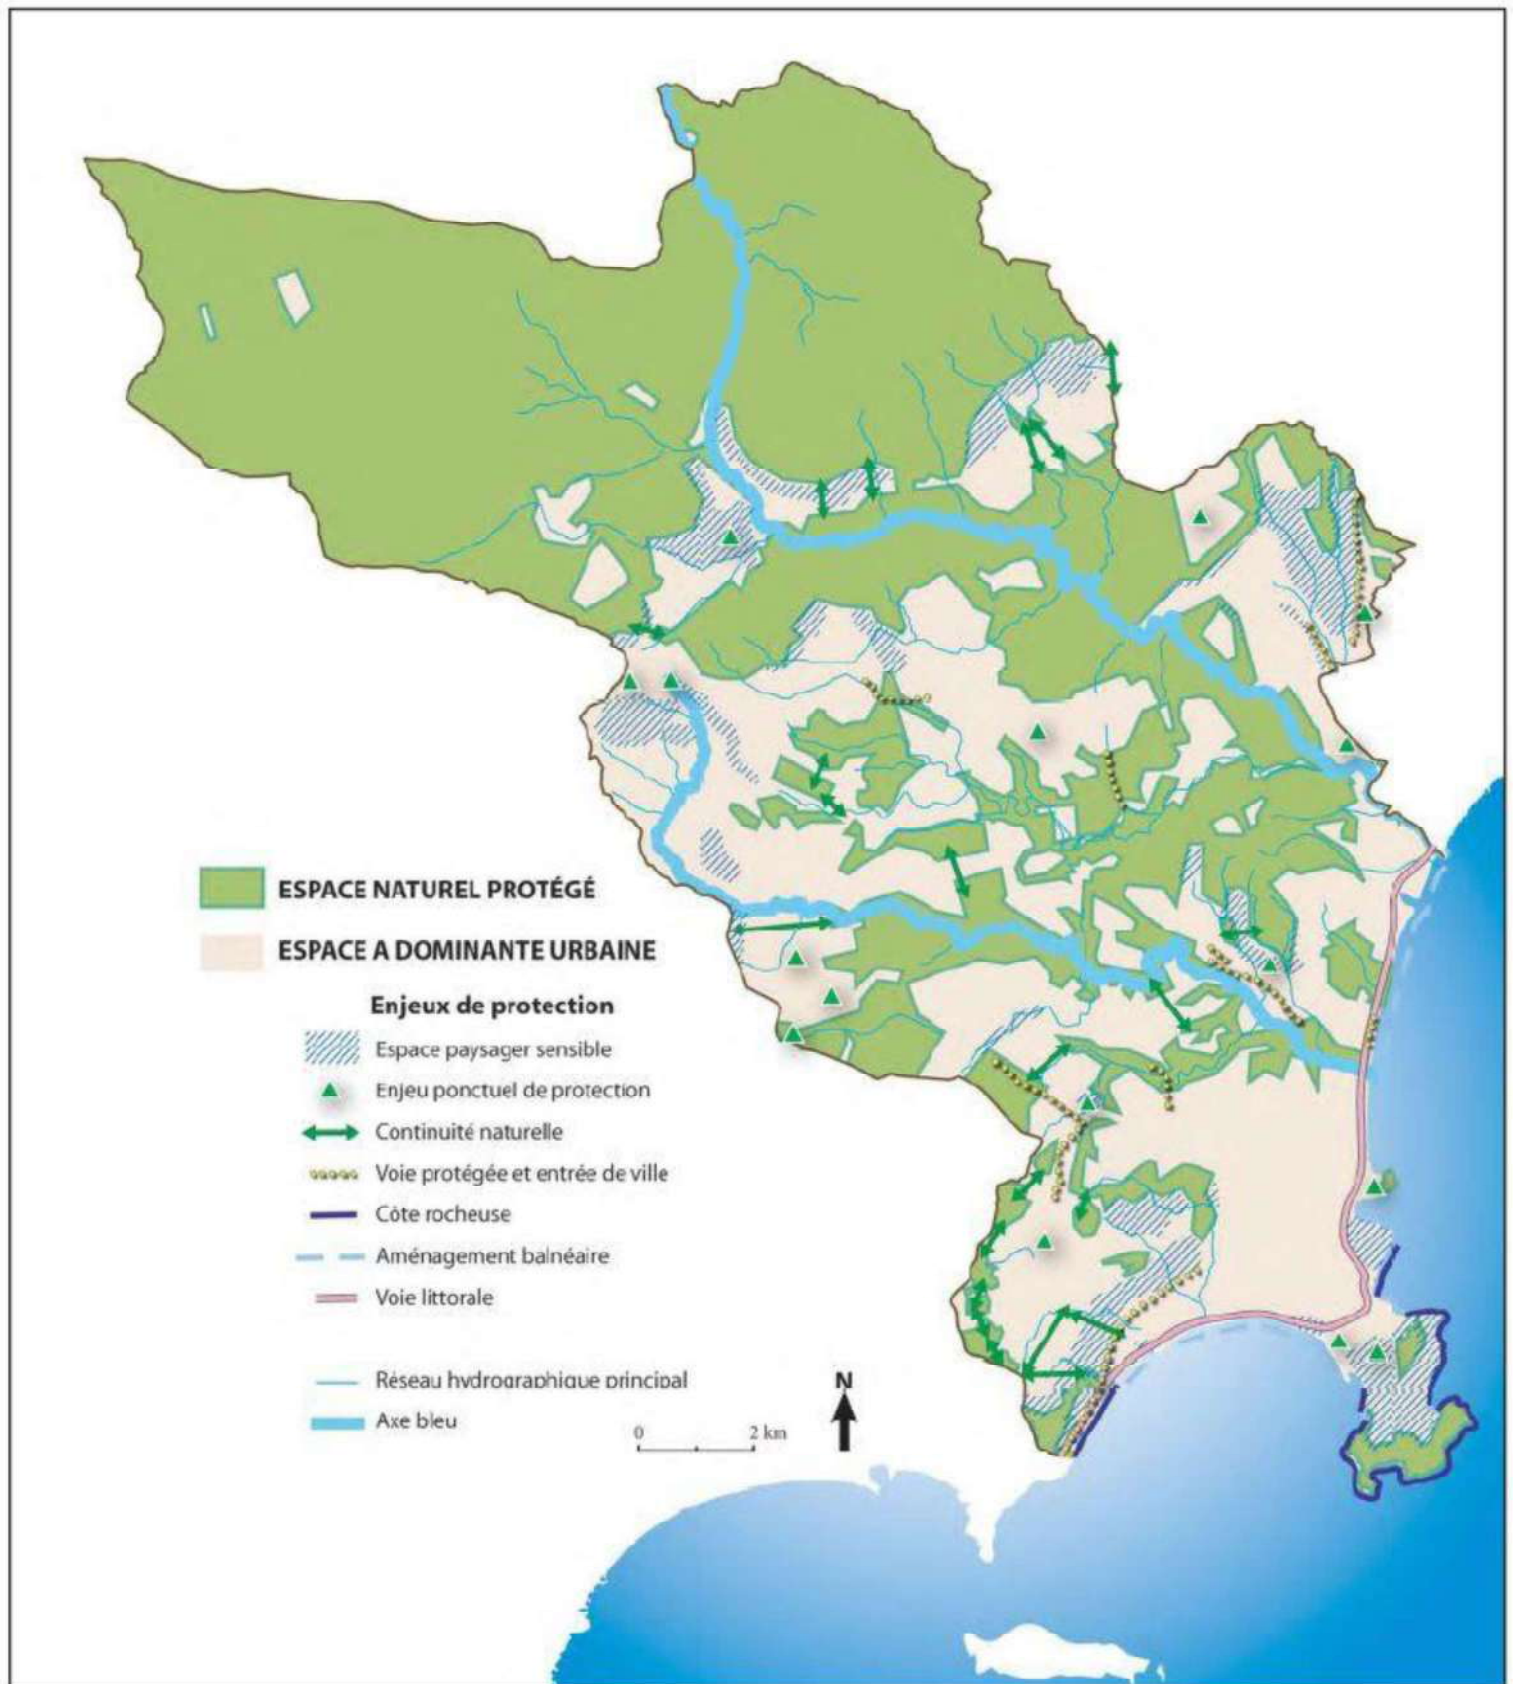 ESPACE NATUREL PROTÉGÉ
ESPACE A DOMINANTE URBAINE
Enjeux de protection
Espace paysager sensible
Enjeu ponctuel de protection
Continuité naturelle
Voie protégée et entrée de ville
Côte rocheuse
Aménagement balnéaire
Voie littorale
Réseau hydrographique principal
Axe bleu
0 2 km
N